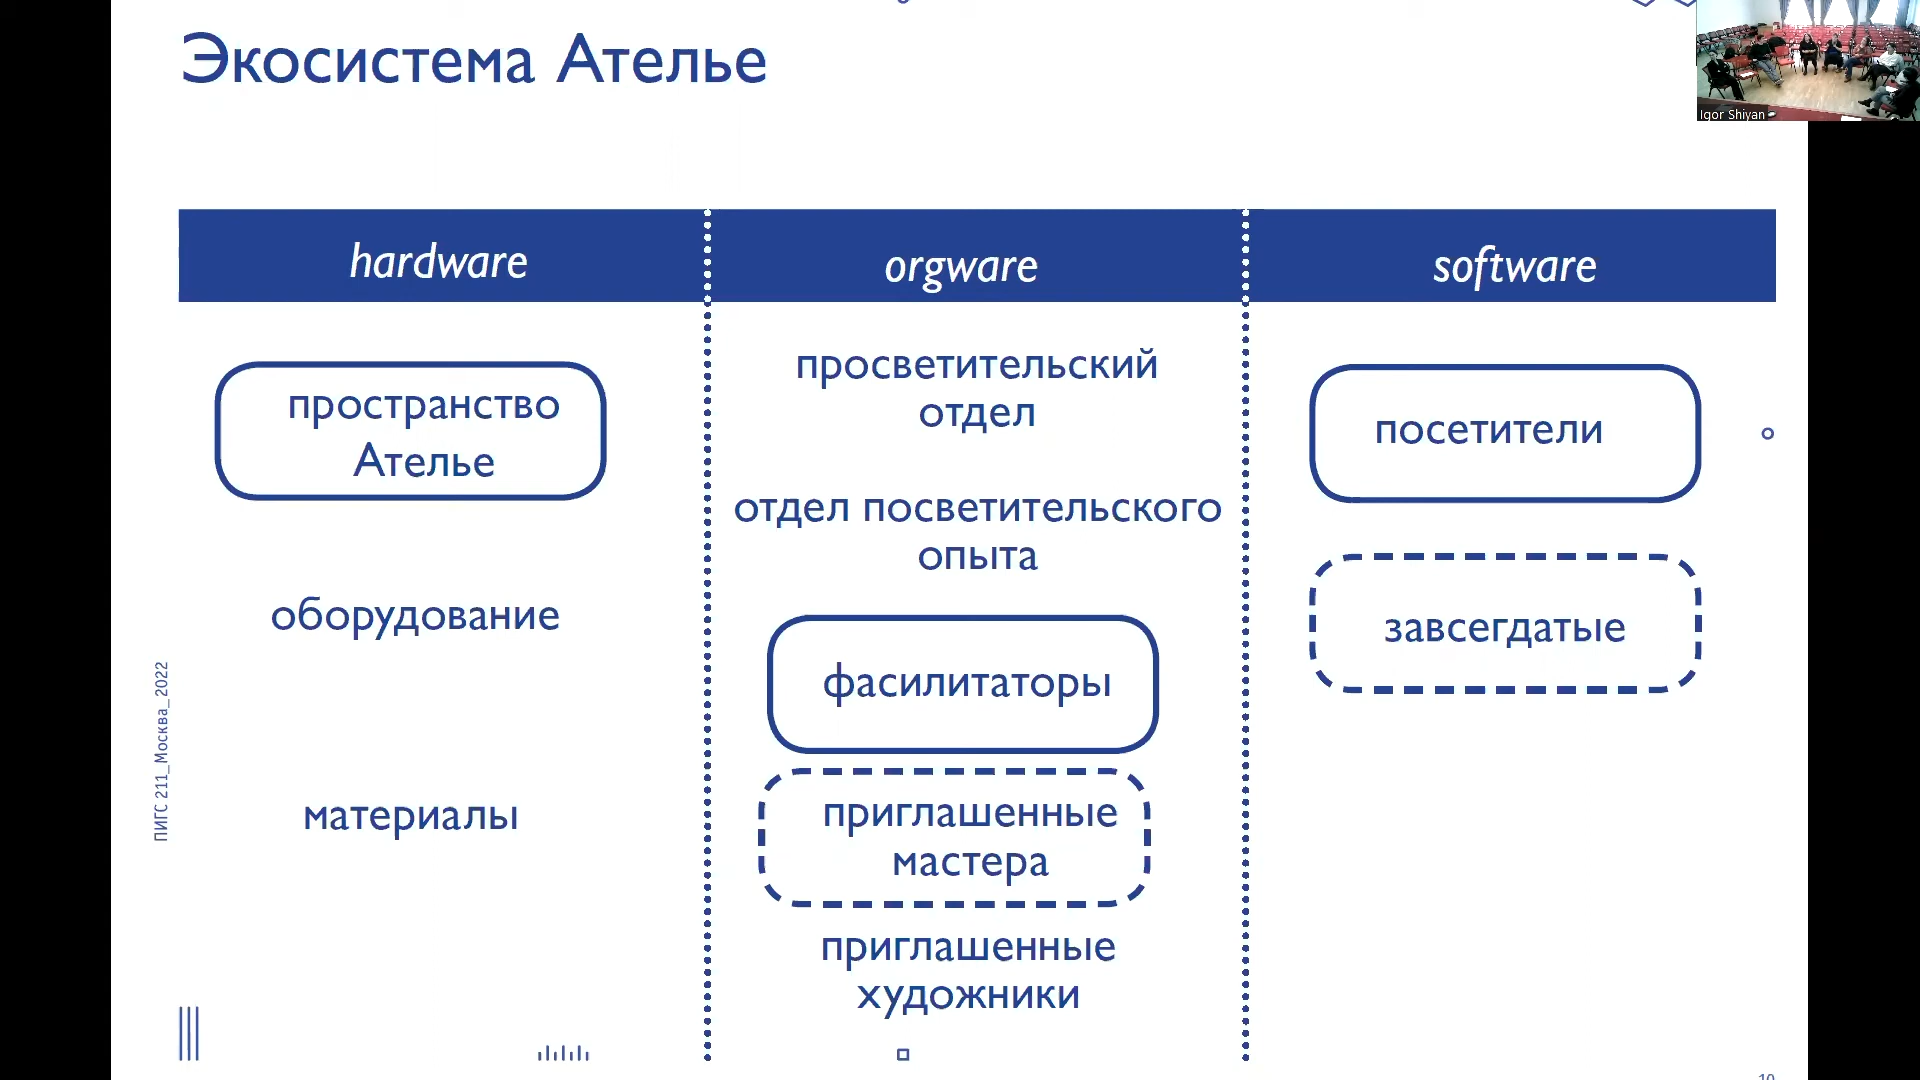 Экосистема Ателье
Igor Shiyan
hardware
orgware
software
пространство
Ателье
оборудование
материалы
просветительский
отдел
отдел посветительского
опыта
фасилитаторы
приглашенные
мастера
приглашенные
художники
посетители
завсегдатые
ПИГС 211_Москва_2022
10